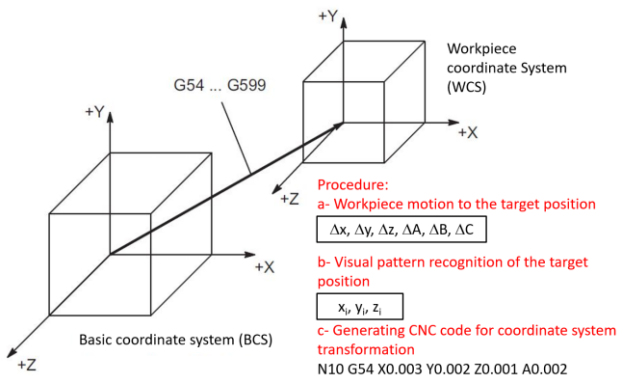 +Y
Workpiece
coordinate System
(WCS)
G54 ... G599
+Y
+X
+Z
Procedure:
a- Workpiece motion to the target position
Δx, Δy, Δz, ΔA, ΔB, ΔC
+X
b- Visual pattern recognition of the target
position
xᵢ, yᵢ, zᵢ
Basic coordinate system (BCS)
c- Generating CNC code for coordinate system
transformation
+Z
N10 G54 X0.003 Y0.002 Z0.001 A0.002